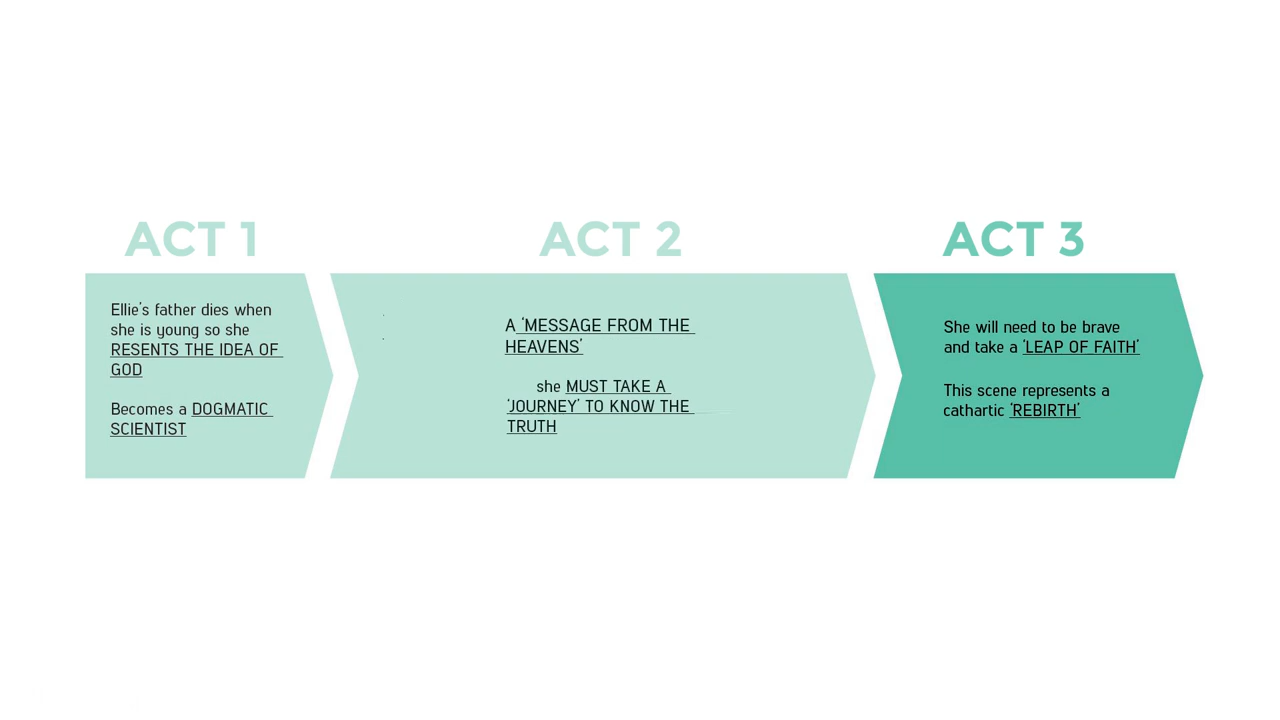 ACT 1
Ellie's father dies when
she is young so she
RESENTS THE IDEA OF
GOD
Becomes a DOGMATIC
SCIENTIST
ACT 2
A 'MESSAGE FROM THE
HEAVENS'
she MUST TAKE A
'JOURNEY' TO KNOW THE
TRUTH
ACT 3
She will need to be brave
and take a 'LEAP OF FAITH'
This scene represents a
cathartic 'REBIRTH'